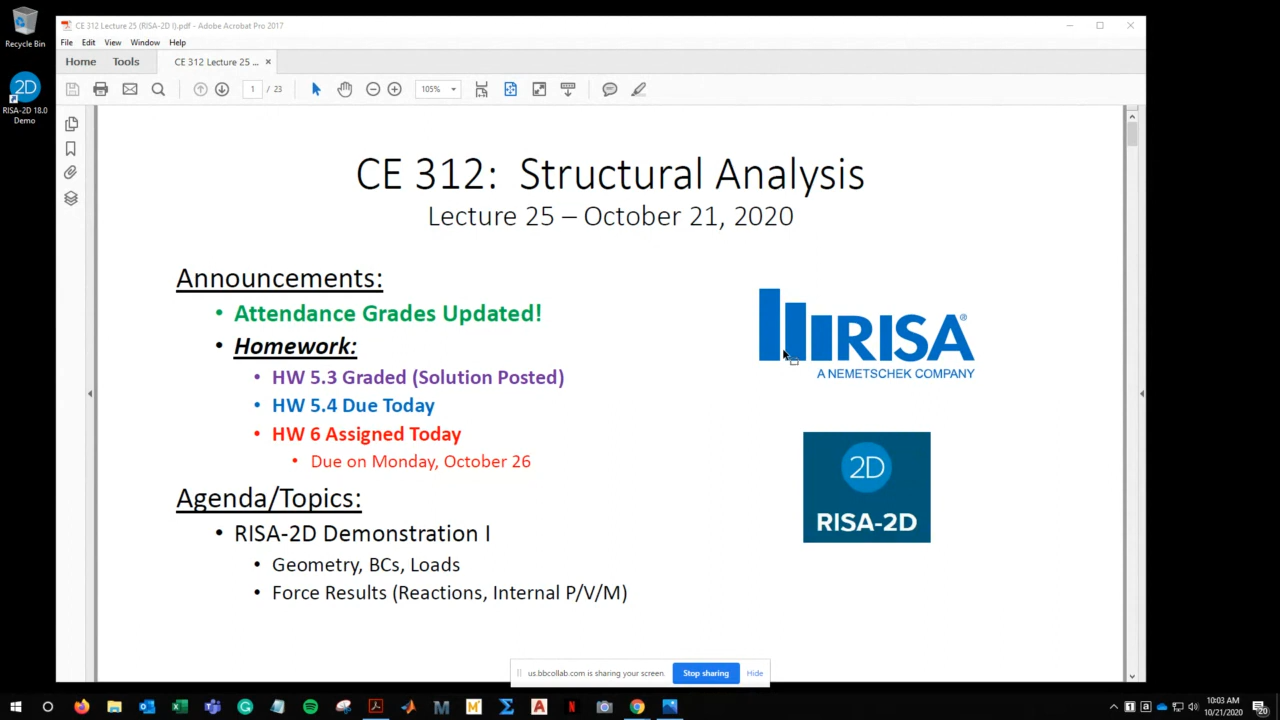 Recycle Bin
2D
RISA-2D 18.0
Demo
CE 312 Lecture 25 (RISA-2D I).pdf - Adobe Acrobat Pro 2017
File Edit View Window Help
Home Tools CE 312 Lecture 25 ... ×
1 / 23 105%
CE 312: Structural Analysis
Lecture 25 – October 21, 2020
Announcements:
• Attendance Grades Updated!
• Homework:
• HW 5.3 Graded (Solution Posted)
• HW 5.4 Due Today
• HW 6 Assigned Today
• Due on Monday, October 26
Agenda/Topics:
• RISA-2D Demonstration I
• Geometry, BCs, Loads
• Force Results (Reactions, Internal P/V/M)
RISA®
A NEMETSCHEK COMPANY
2D
RISA-2D
us.bbcollab.com is sharing your screen. Stop sharing Hide
10:03 AM
10/21/2020
20